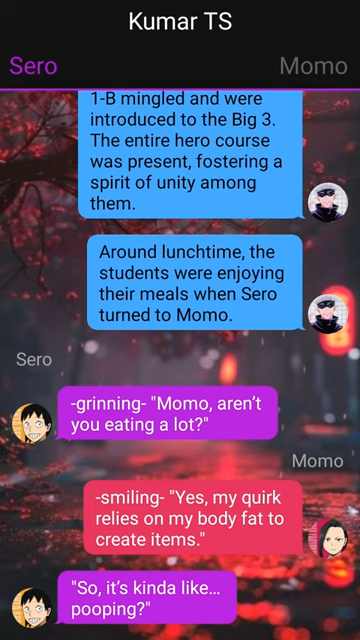 Kumar TS
Sero
Momo
1-B mingled and were
introduced to the Big 3.
The entire hero course
was present, fostering a
spirit of unity among
them.
Around lunchtime, the
students were enjoying
their meals when Sero
turned to Momo.
Sero
-grinning- "Momo, aren't
you eating a lot?"
Momo
-smiling- "Yes, my quirk
relies on my body fat to
create items."
"So, it's kinda like...
pooping?"